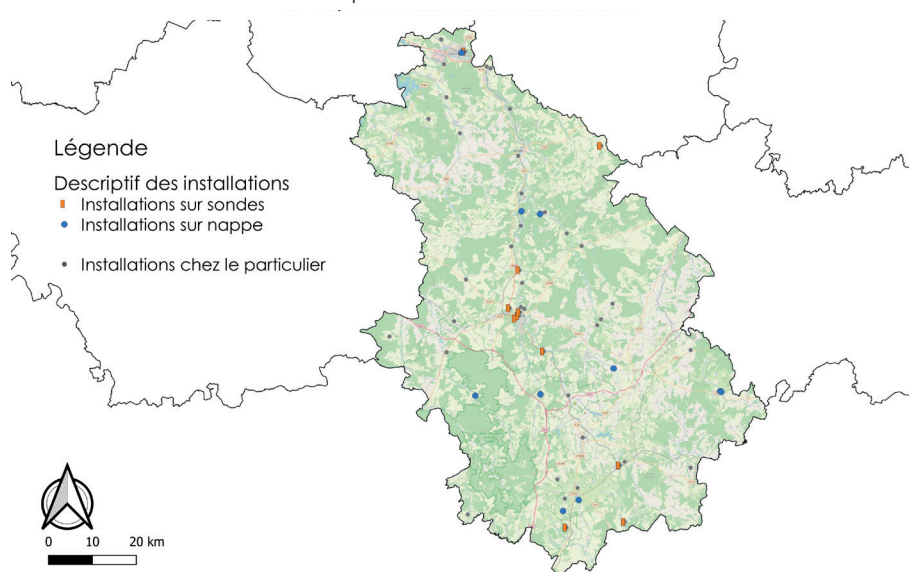 Légende
Descriptif des installations
Installations sur sondes
Installations sur nappe
Installations chez le particulier
0 10 20 km